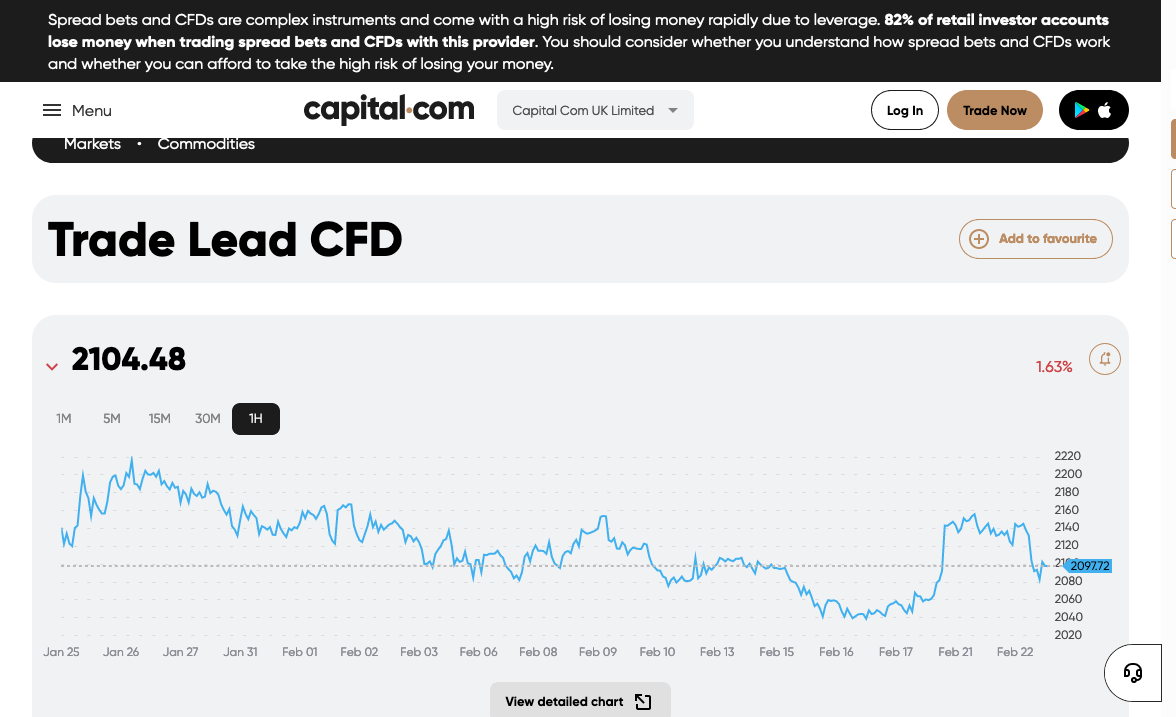 Spread bets and CFDs are complex instruments and come with a high risk of losing money rapidly due to leverage. 82% of retail investor accounts
lose money when trading spread bets and CFDs with this provider. You should consider whether you understand how spread bets and CFDs work
and whether you can afford to take the high risk of losing your money.
Menu
capital.com
Capital Com UK Limited
Log In
Trade Now
Markets • Commodities
Trade Lead CFD
Add to favourite
2104.48
1.63%
1M 5M 15M 30M 1H
2220
2200
2180
2160
2140
2120
2097.72
2080
2060
2040
2020
Jan 25 Jan 26 Jan 27 Jan 31 Feb 01 Feb 02 Feb 03 Feb 06 Feb 08 Feb 09 Feb 10 Feb 13 Feb 15 Feb 16 Feb 17 Feb 21 Feb 22
View detailed chart